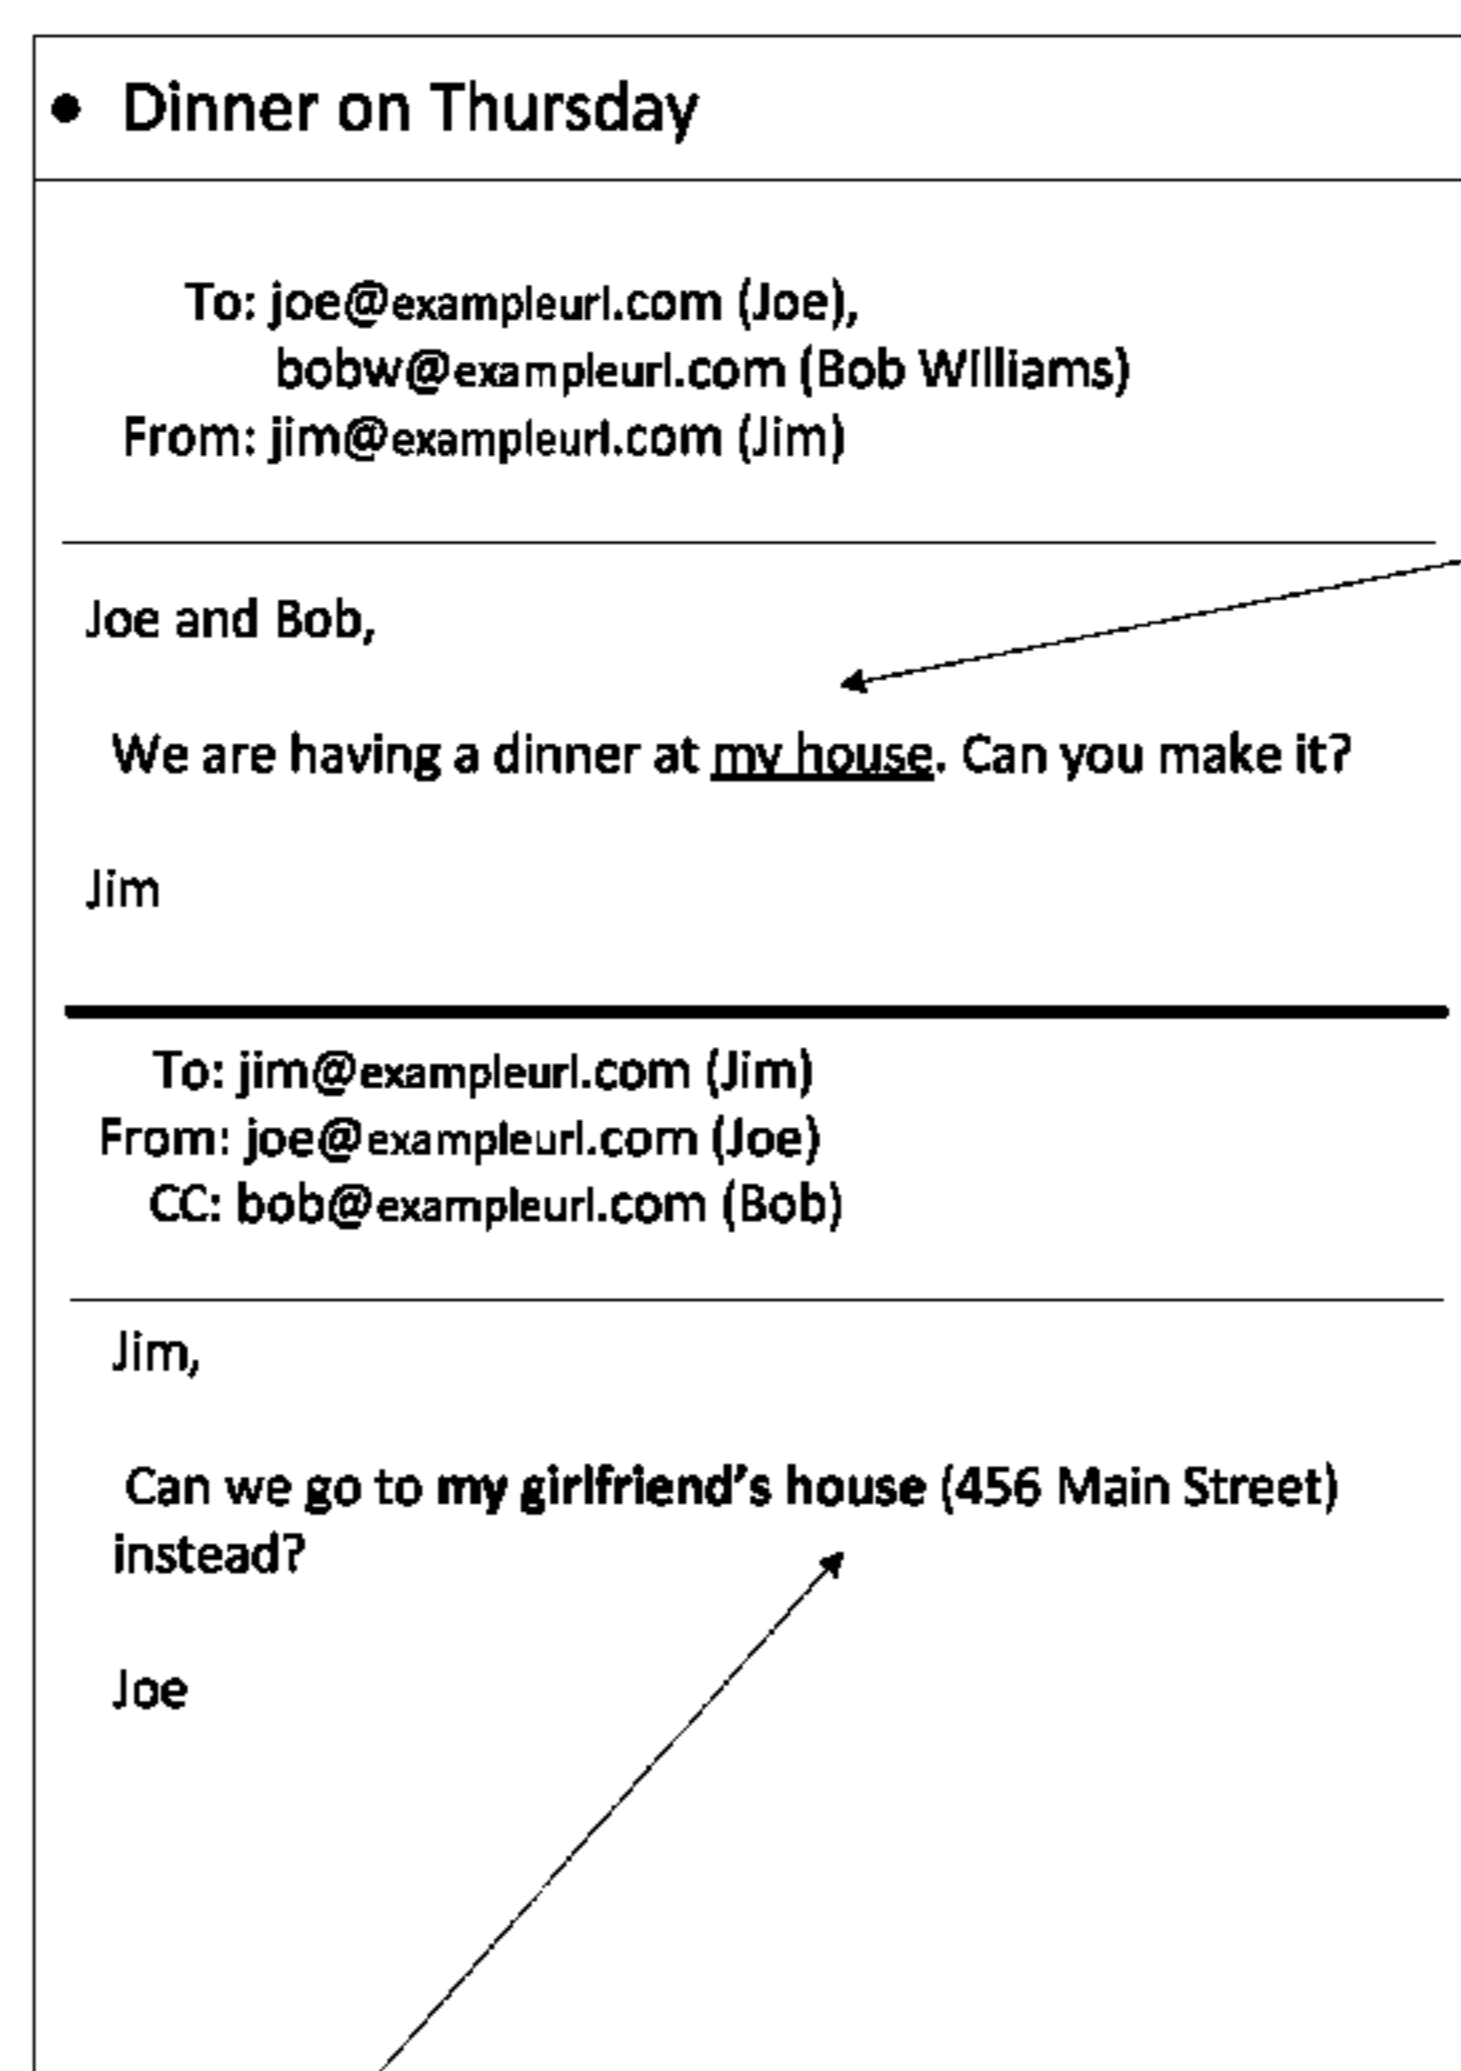 • Dinner on Thursday
To: joe@exampleurl.com (Joe),
bobw@exampleurl.com (Bob Williams)
From: jim@exampleurl.com (Jim)
Joe and Bob,
We are having a dinner at my house. Can you make it?
Jim
To: jim@exampleurl.com (Jim)
From: joe@exampleurl.com (Joe)
CC: bob@exampleurl.com (Bob)
Jim,
Can we go to my girlfriend's house (456 Main Street)
instead?
Joe